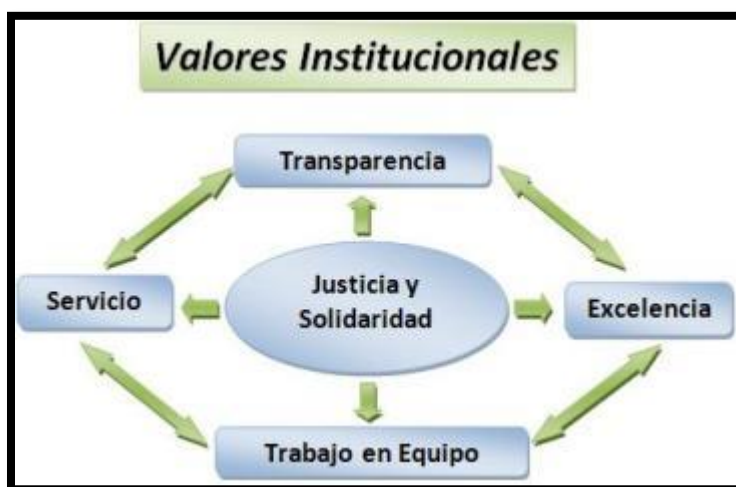 Valores Institucionales
Transparencia
Servicio
Justicia y
Solidaridad
Excelencia
Trabajo en Equipo